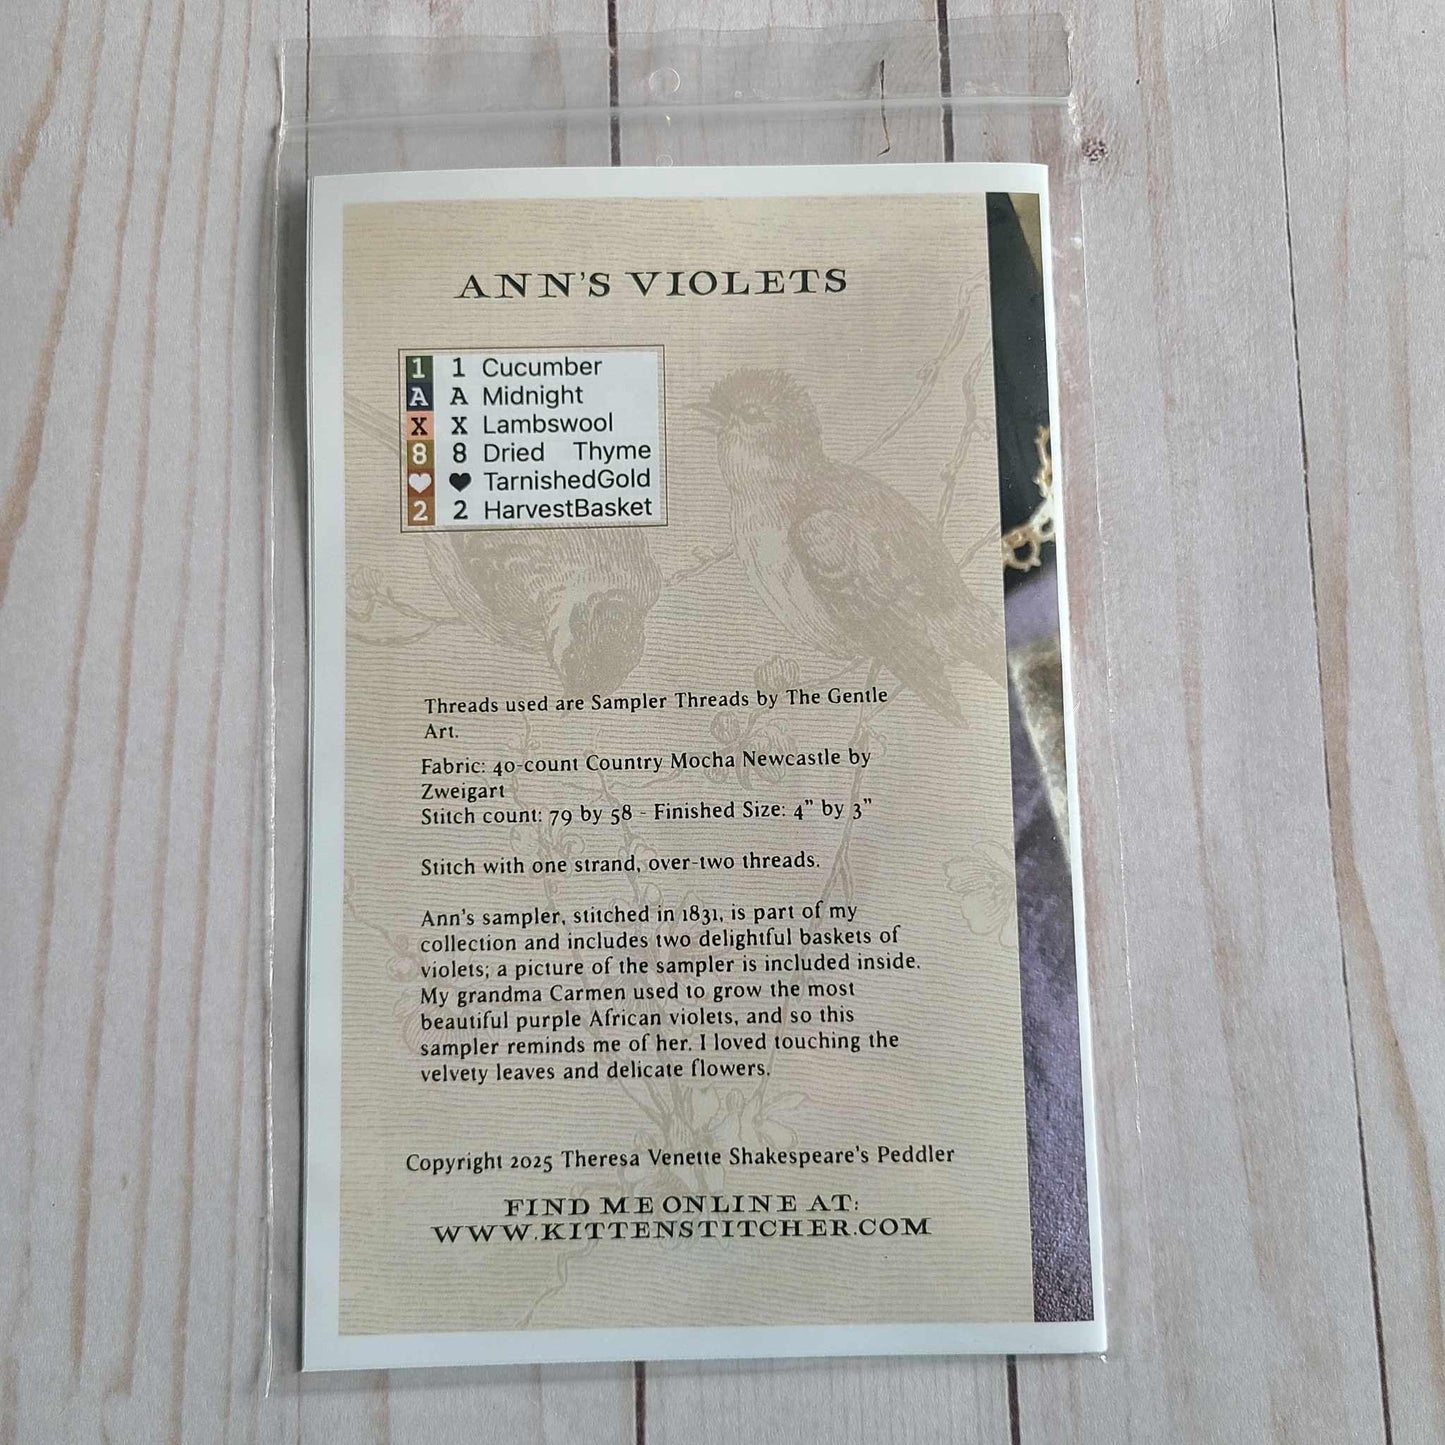 ANN'S VIOLETS
1 1 Cucumber
A A Midnight
X X Lambswool
8 8 Dried Thyme
♥ ♥ TarnishedGold
2 2 HarvestBasket
Threads used are Sampler Threads by The Gentle
Art.
Fabric: 40-count Country Mocha Newcastle by
Zweigart
Stitch count: 79 by 58 - Finished Size: 4" by 3"
Stitch with one strand, over-two threads.
Ann's sampler, stitched in 1831, is part of my
collection and includes two delightful baskets of
violets; a picture of the sampler is included inside.
My grandma Carmen used to grow the most
beautiful purple African violets, and so this
sampler reminds me of her. I loved touching the
velvety leaves and delicate flowers.
Copyright 2025 Theresa Venette Shakespeare's Peddler
FIND ME ONLINE AT:
WWW.KITTENSTITCHER.COM